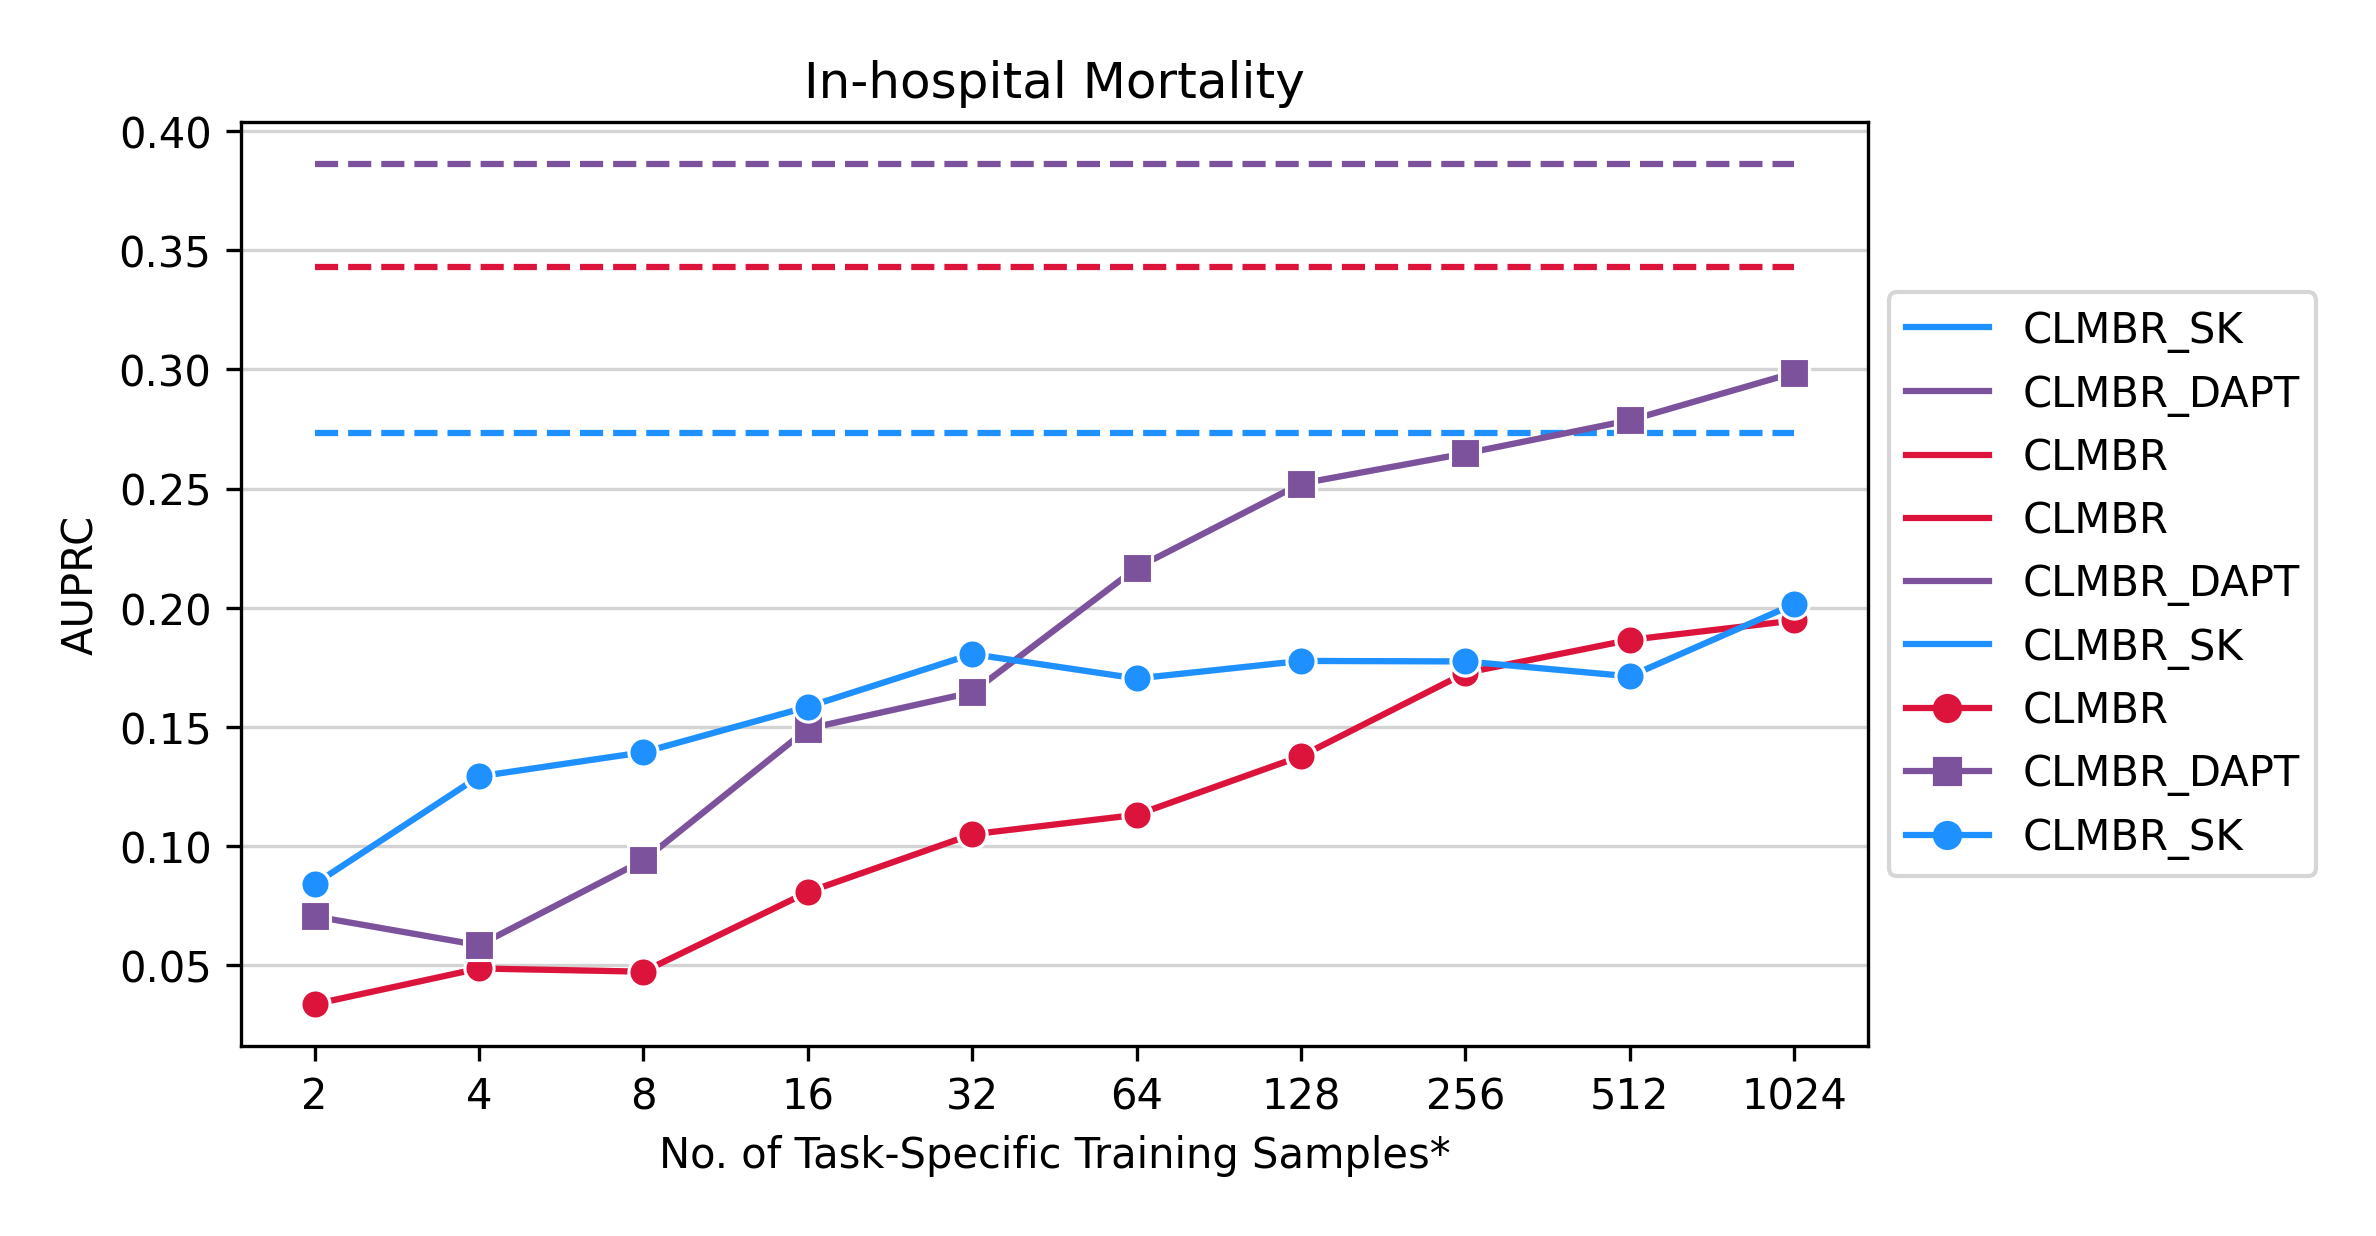 In-hospital Mortality
0.40
0.35
0.30
0.25
0.20
0.15
0.10
0.05
AUPRC
2 4 8 16 32 64 128 256 512 1024
No. of Task-Specific Training Samples*
CLMBR_SK
CLMBR_DAPT
CLMBR
CLMBR
CLMBR_DAPT
CLMBR_SK
CLMBR
CLMBR_DAPT
CLMBR_SK